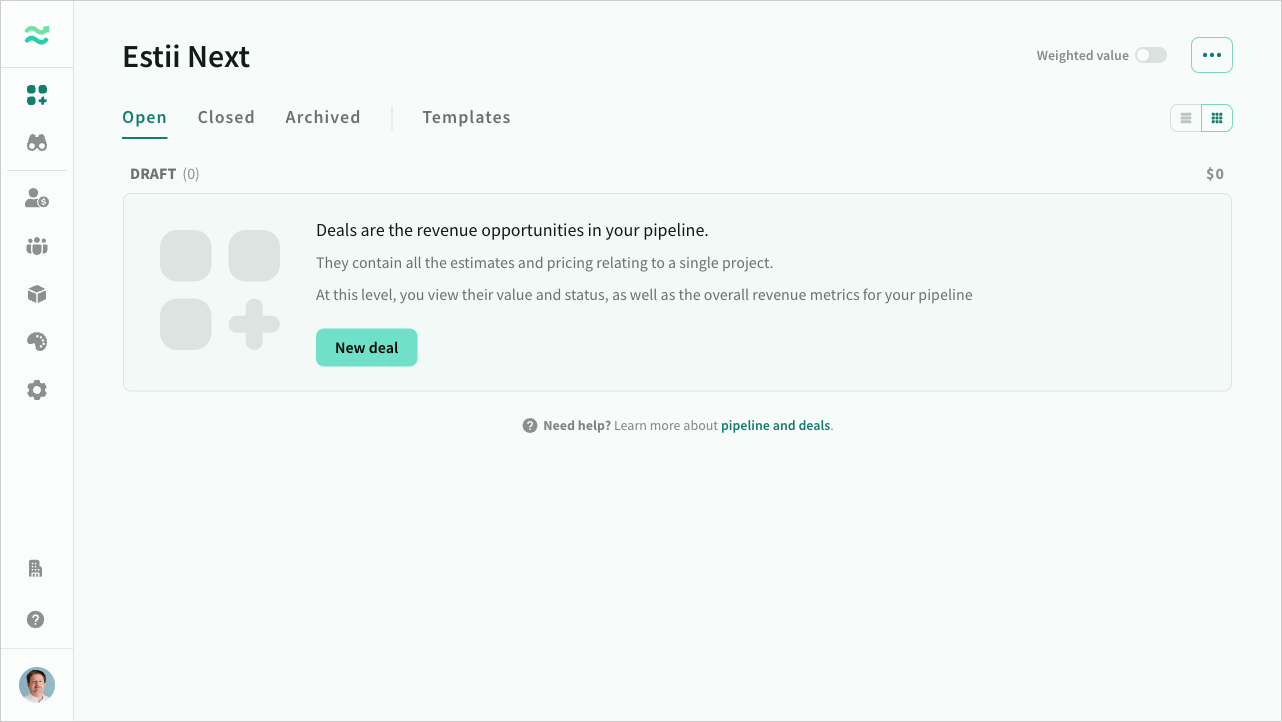 Estii Next
Weighted value
Open Closed Archived Templates
DRAFT (0) $0
Deals are the revenue opportunities in your pipeline.
They contain all the estimates and pricing relating to a single project.
At this level, you view their value and status, as well as the overall revenue metrics for your pipeline
New deal
Need help? Learn more about pipeline and deals.